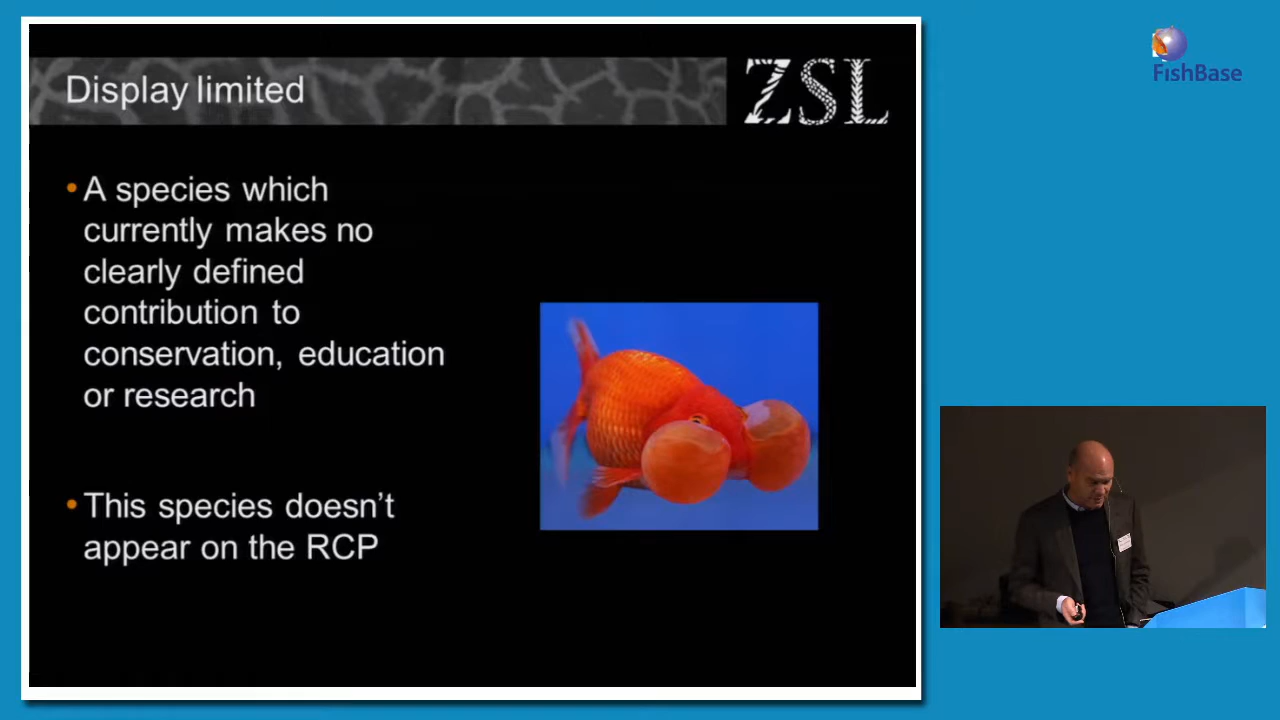 Display limited
ZSL
• A species which
currently makes no
clearly defined
contribution to
conservation, education
or research
• This species doesn't
appear on the RCP
FishBase